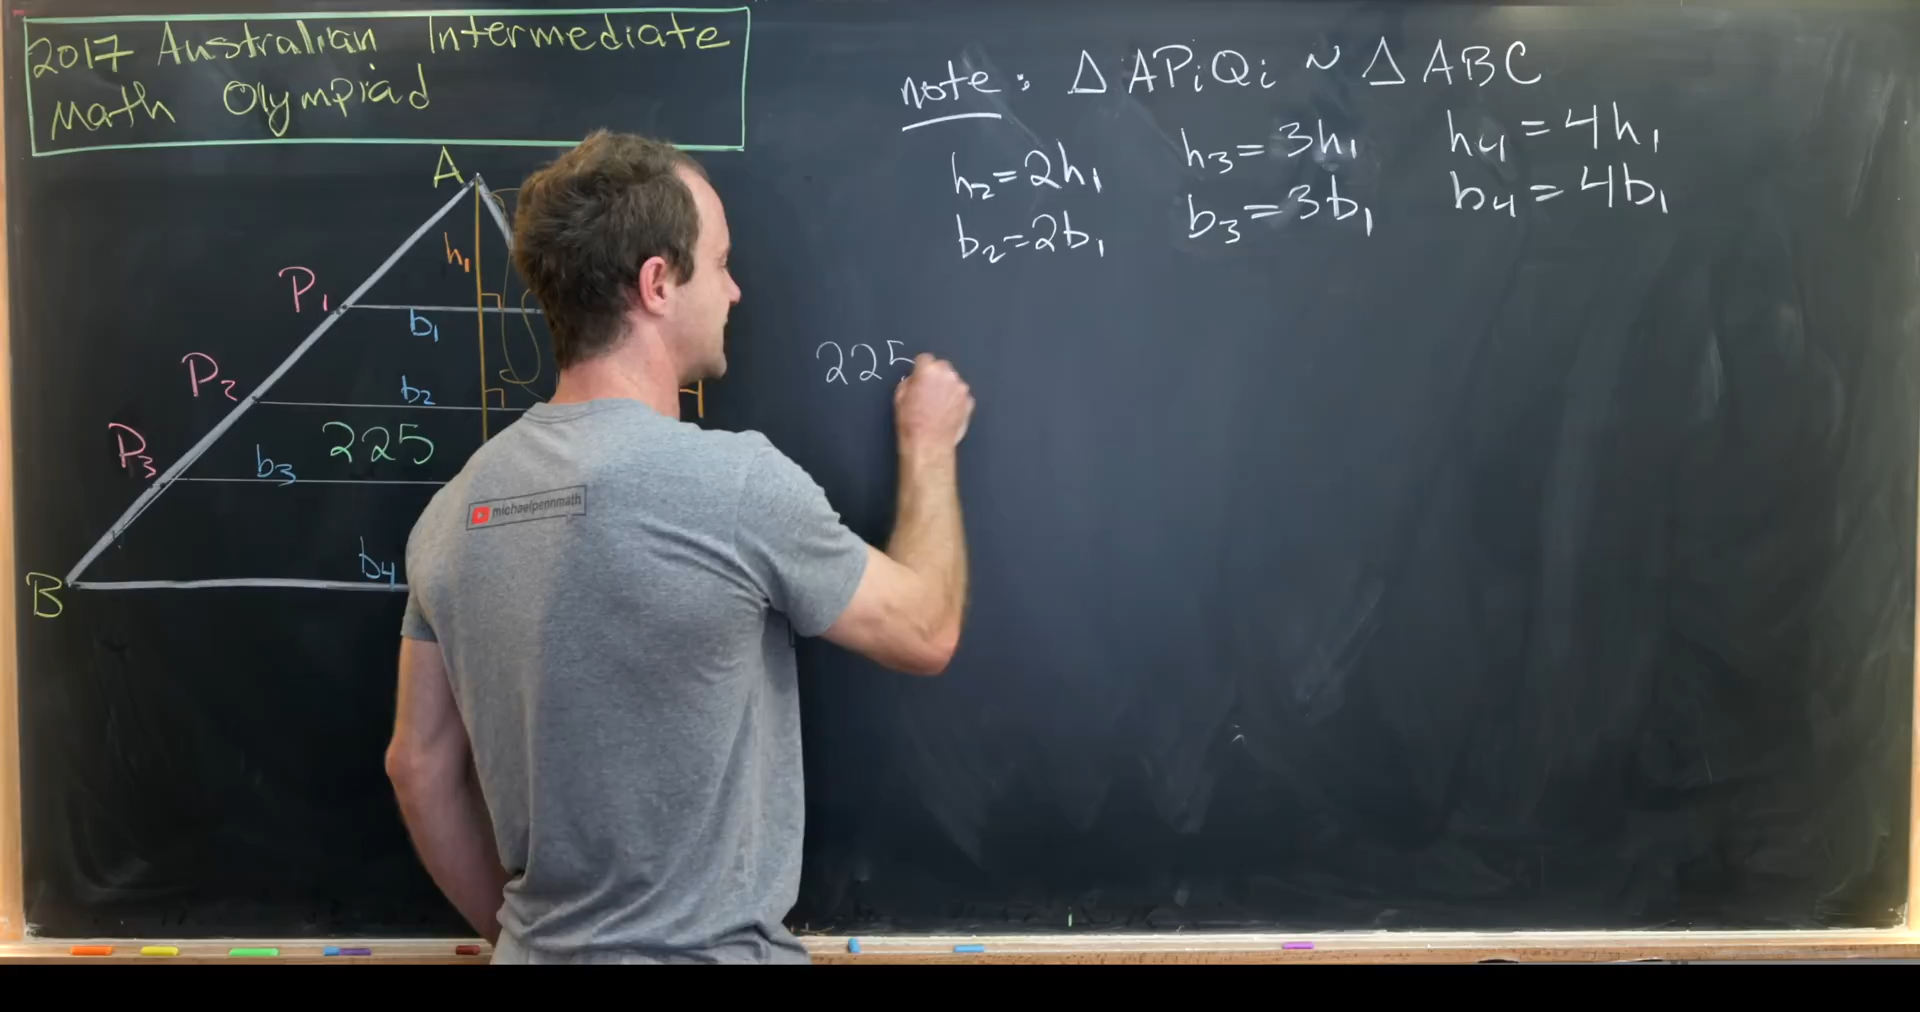 2017 Australian Intermediate
Math Olympiad
A
h₁
P₁
b₁
P₂
b₂
225
P₃
b₃
b₄
B
michaelpennmath
note: △APᵢQᵢ ~ △ABC
h₂=2h₁
b₂=2b₁
h₃=3h₁
b₃=3b₁
h₄=4h₁
b₄=4b₁
225